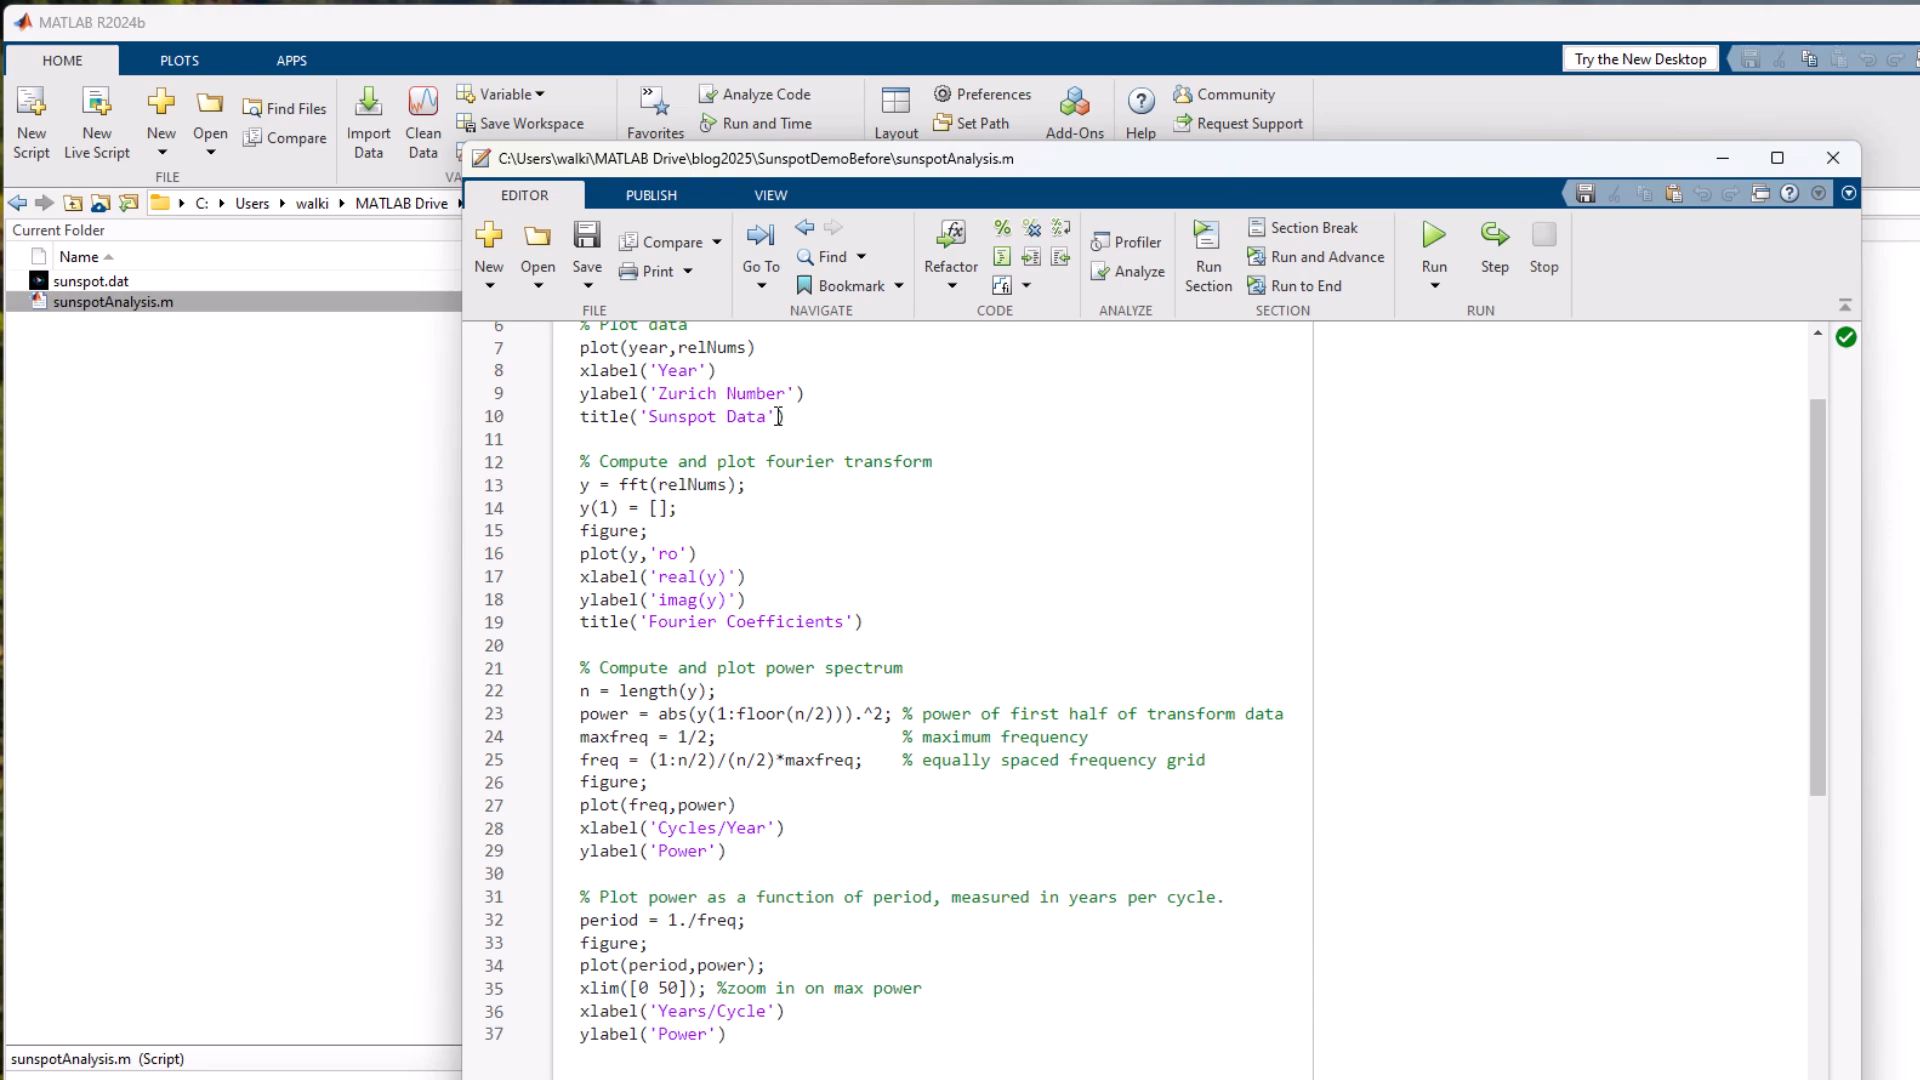 MATLAB R2024b
HOME PLOTS APPS Try the New Desktop
New Script
New Live Script
New
Open
Find Files
Compare
FILE
Import Data
Clean Data
Variable
Save Workspace
VA
Favorites
Analyze Code
Run and Time
Layout
Preferences
Set Path
Add-Ons
Help
Community
Request Support
C: Users walki MATLAB Drive
Current Folder
Name
sunspot.dat
sunspotAnalysis.m
sunspotAnalysis.m (Script)
C:\Users\walki\MATLAB Drive\blog2025\SunspotDemoBefore\sunspotAnalysis.m
EDITOR PUBLISH VIEW
New
Open
Save
Compare
Print
FILE
Go To
Find
Bookmark
NAVIGATE
Refactor
CODE
Profiler
Analyze
ANALYZE
Run Section
Section Break
Run and Advance
Run to End
SECTION
Run
Step
Stop
RUN
6 % Plot data
7 plot(year,relNums)
8 xlabel('Year')
9 ylabel('Zurich Number')
10 title('Sunspot Data')
11
12 % Compute and plot fourier transform
13 y = fft(relNums);
14 y(1) = [];
15 figure;
16 plot(y,'ro')
17 xlabel('real(y)')
18 ylabel('imag(y)')
19 title('Fourier Coefficients')
20
21 % Compute and plot power spectrum
22 n = length(y);
23 power = abs(y(1:floor(n/2))).^2; % power of first half of transform data
24 maxfreq = 1/2; % maximum frequency
25 freq = (1:n/2)/(n/2)*maxfreq; % equally spaced frequency grid
26 figure;
27 plot(freq,power)
28 xlabel('Cycles/Year')
29 ylabel('Power')
30
31 % Plot power as a function of period, measured in years per cycle.
32 period = 1./freq;
33 figure;
34 plot(period,power);
35 xlim([0 50]); %zoom in on max power
36 xlabel('Years/Cycle')
37 ylabel('Power')